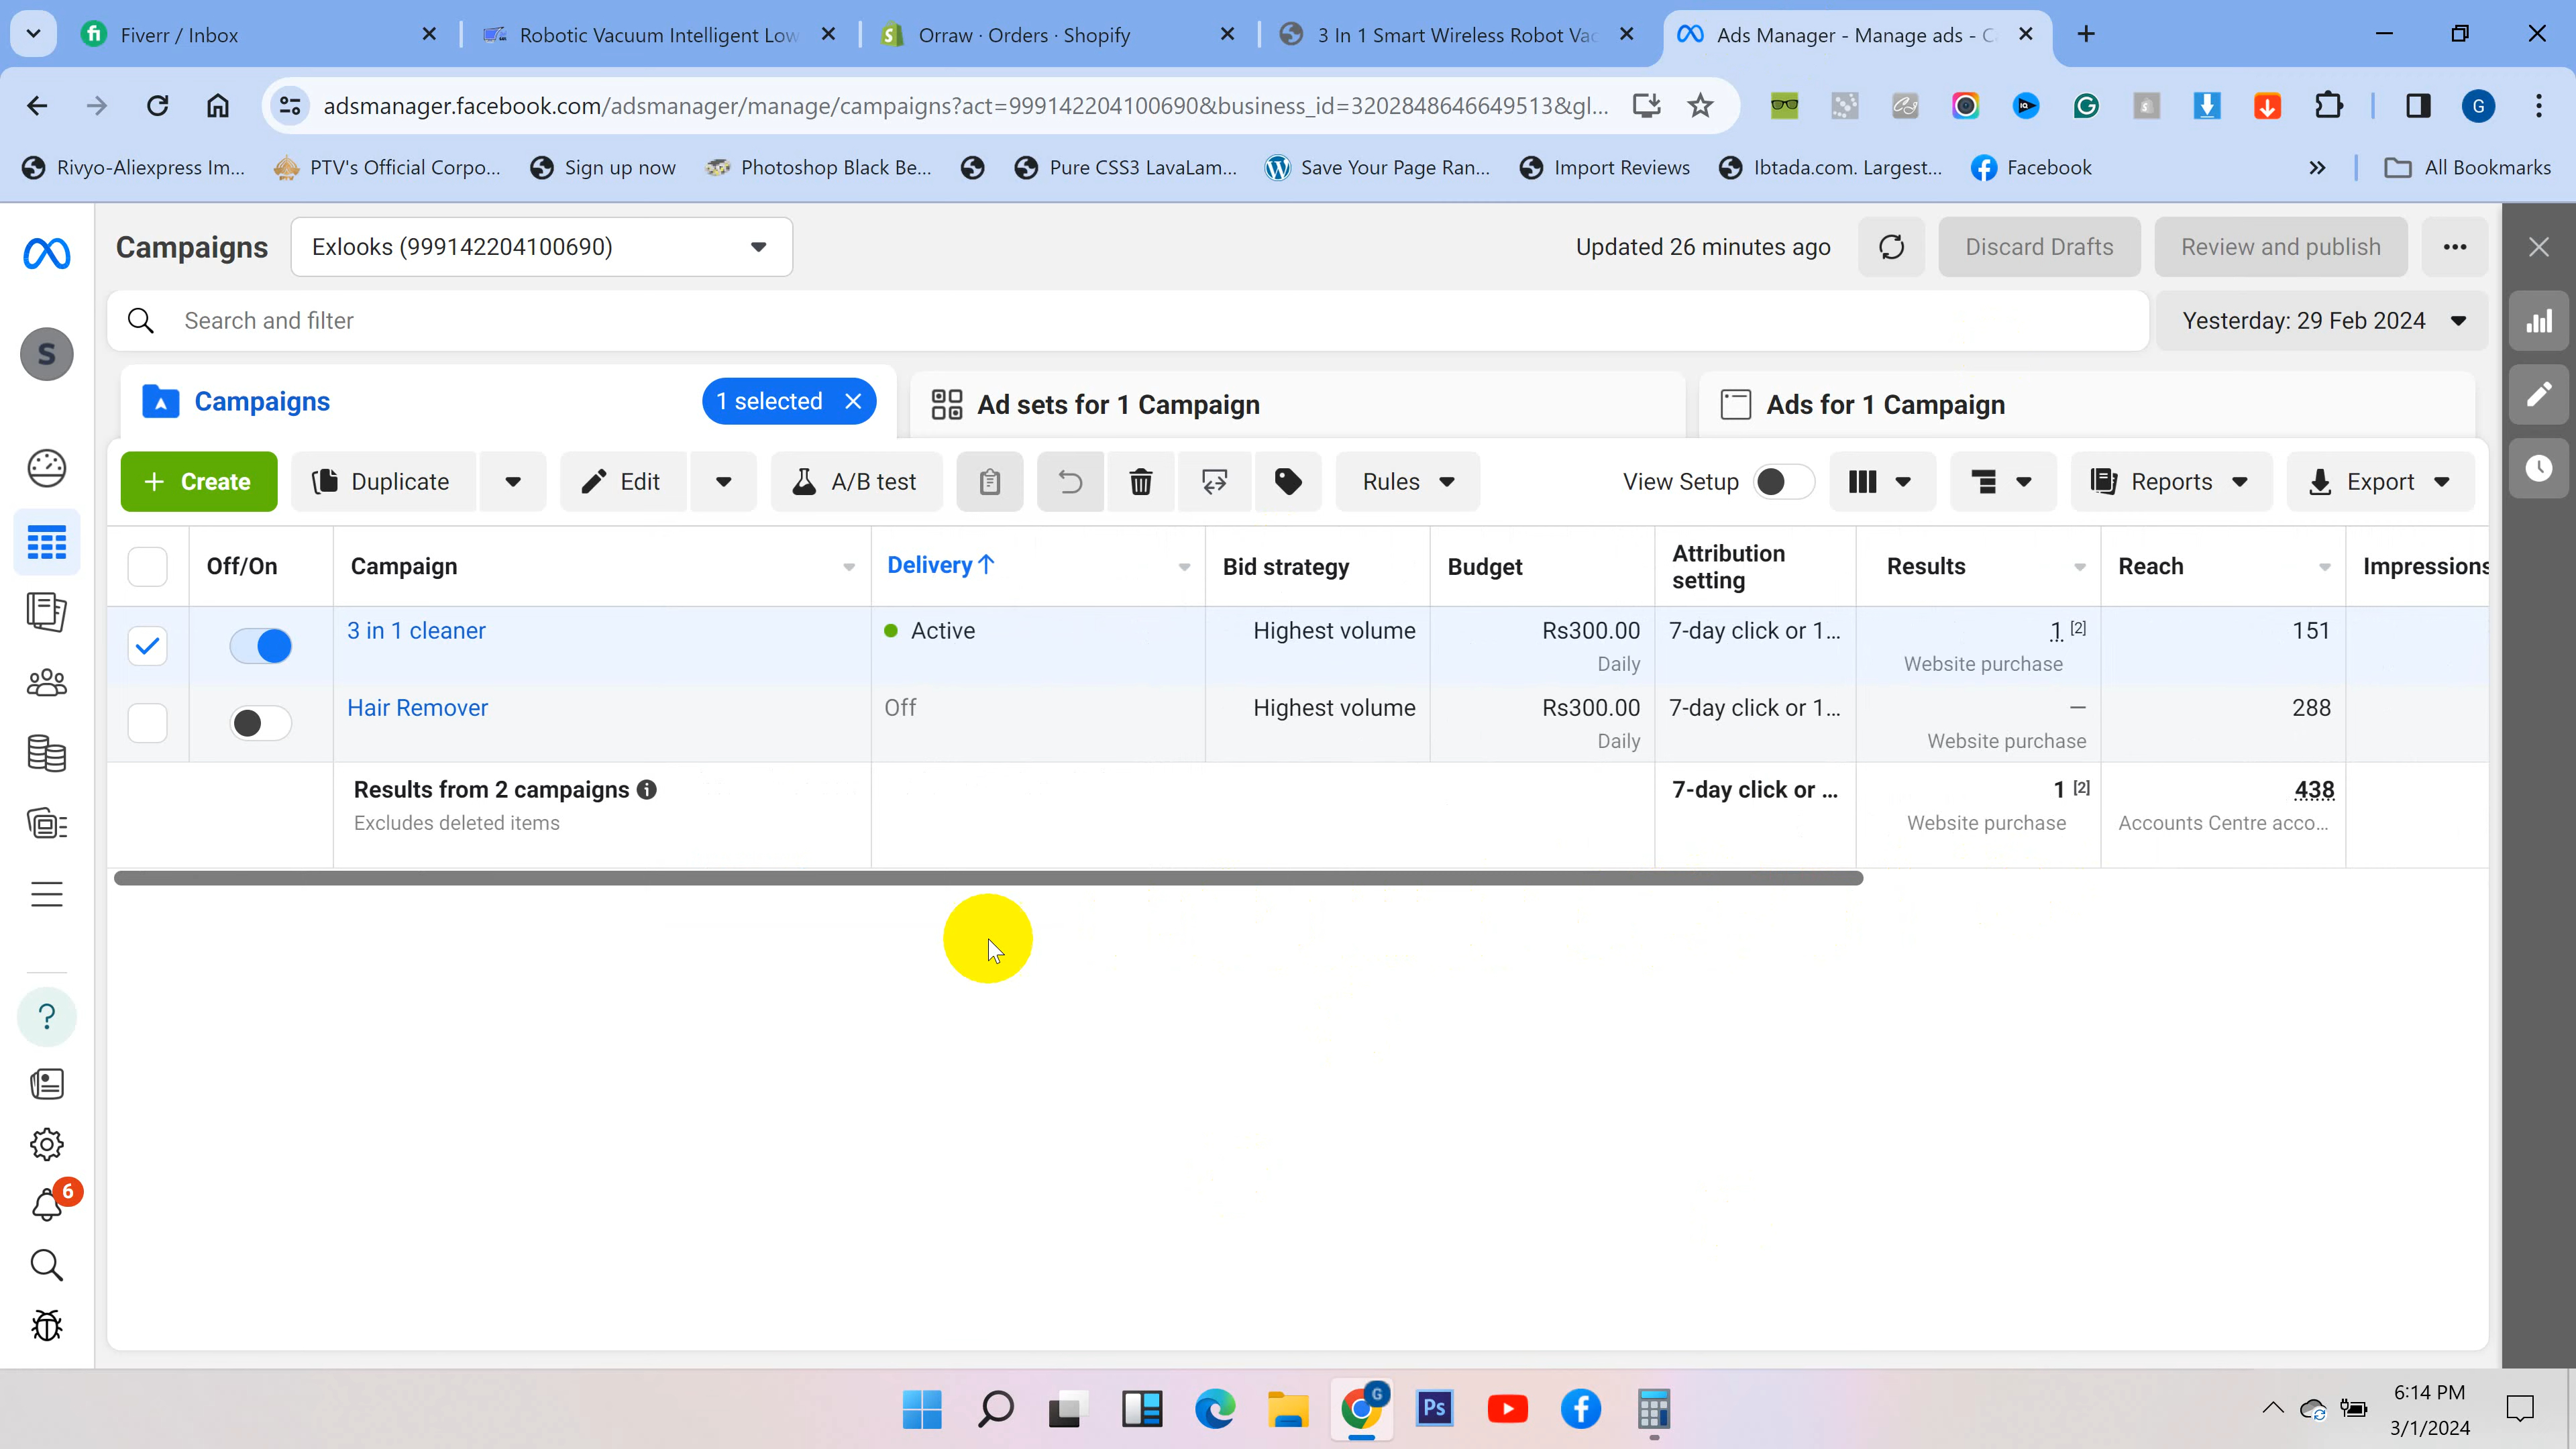 Fiverr / Inbox
Robotic Vacuum Intelligent Low
Orraw · Orders · Shopify
3 In 1 Smart Wireless Robot Vac
Ads Manager - Manage ads - C
adsmanager.facebook.com/adsmanager/manage/campaigns?act=999142204100690&business_id=3202848646649513&gl...
G
Rivyo-Aliexpress Im...
PTV's Official Corpo...
Sign up now
Photoshop Black Be...
Pure CSS3 LavaLam...
Save Your Page Ran...
Import Reviews
Ibtada.com. Largest...
Facebook
All Bookmarks
Campaigns
Exlooks (999142204100690)
Updated 26 minutes ago
Discard Drafts
Review and publish
Search and filter
Yesterday: 29 Feb 2024
S
Campaigns
1 selected
Ad sets for 1 Campaign
Ads for 1 Campaign
+ Create
Duplicate
Edit
A/B test
Rules
View Setup
Reports
Export
Off/On
Campaign
Delivery↑
Bid strategy
Budget
Attribution
setting
Results
Reach
Impressions
3 in 1 cleaner
Active
Highest volume
Rs300.00
Daily
7-day click or 1...
1 [2]
Website purchase
151
Hair Remover
Off
Highest volume
Rs300.00
Daily
7-day click or 1...
—
Website purchase
288
Results from 2 campaigns
Excludes deleted items
7-day click or ...
1 [2]
Website purchase
438
Accounts Centre acco...
?
6
G
Ps
6:14 PM
3/1/2024